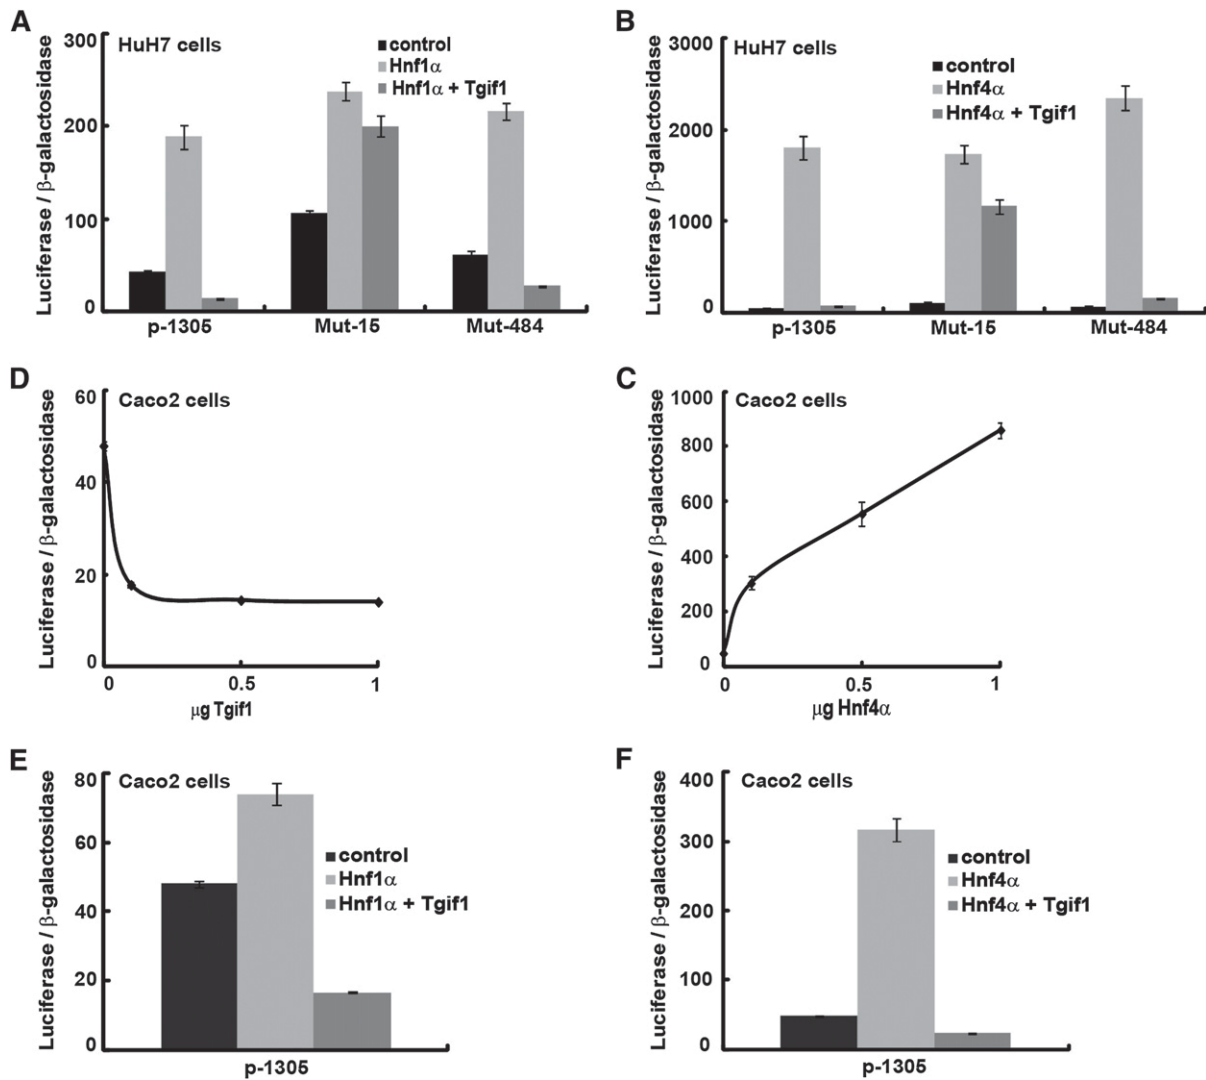 A
Luciferase / β-galactosidase
300
200
100
0
HuH7 cells
control
Hnf1α
Hnf1α + Tgif1
p-1305 Mut-15 Mut-484
B
Luciferase / β-galactosidase
3000
2000
1000
0
HuH7 cells
control
Hnf4α
Hnf4α + Tgif1
p-1305 Mut-15 Mut-484
D
Luciferase / β-galactosidase
60
40
20
0
Caco2 cells
0 0.5 1
μg Tgif1
C
Luciferase / β-galactosidase
1000
800
600
400
200
0
Caco2 cells
0 0.5 1
μg Hnf4α
E
Luciferase / β-galactosidase
80
60
40
20
0
Caco2 cells
control
Hnf1α
Hnf1α + Tgif1
p-1305
F
Luciferase / β-galactosidase
400
300
200
100
0
Caco2 cells
control
Hnf4α
Hnf4α + Tgif1
p-1305